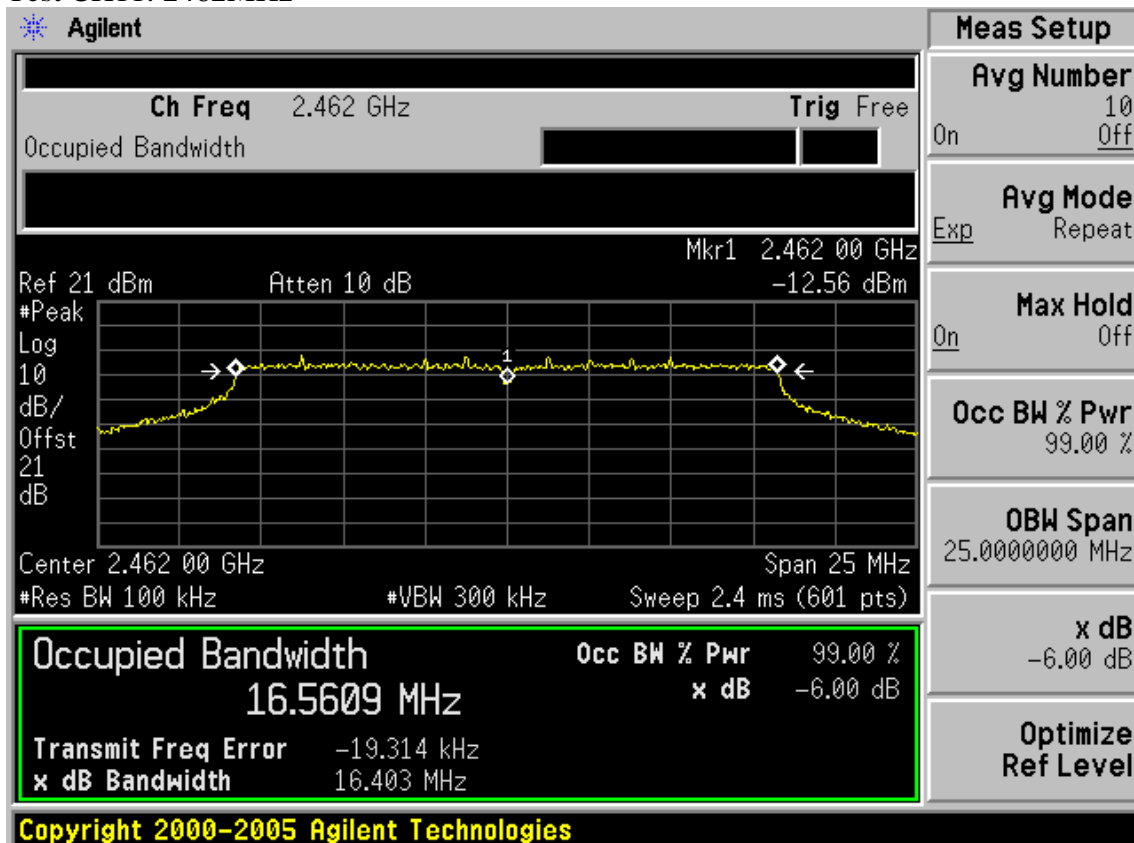 Agilent
Ch Freq 2.462 GHz Trig Free
Occupied Bandwidth
Mkr1 2.462 00 GHz
Ref 21 dBm Atten 10 dB -12.56 dBm
#Peak
Log
10
dB/
Offst
21
dB
1
Center 2.462 00 GHz Span 25 MHz
#Res BW 100 kHz #VBW 300 kHz Sweep 2.4 ms (601 pts)
Occupied Bandwidth Occ BW % Pwr 99.00 %
16.5609 MHz x dB -6.00 dB
Transmit Freq Error -19.314 kHz
x dB Bandwidth 16.403 MHz
Copyright 2000-2005 Agilent Technologies
Meas Setup
Avg Number
10
On Off
Avg Mode
Exp Repeat
Max Hold
On Off
Occ BW % Pwr
99.00 %
OBW Span
25.0000000 MHz
x dB
-6.00 dB
Optimize
Ref Level